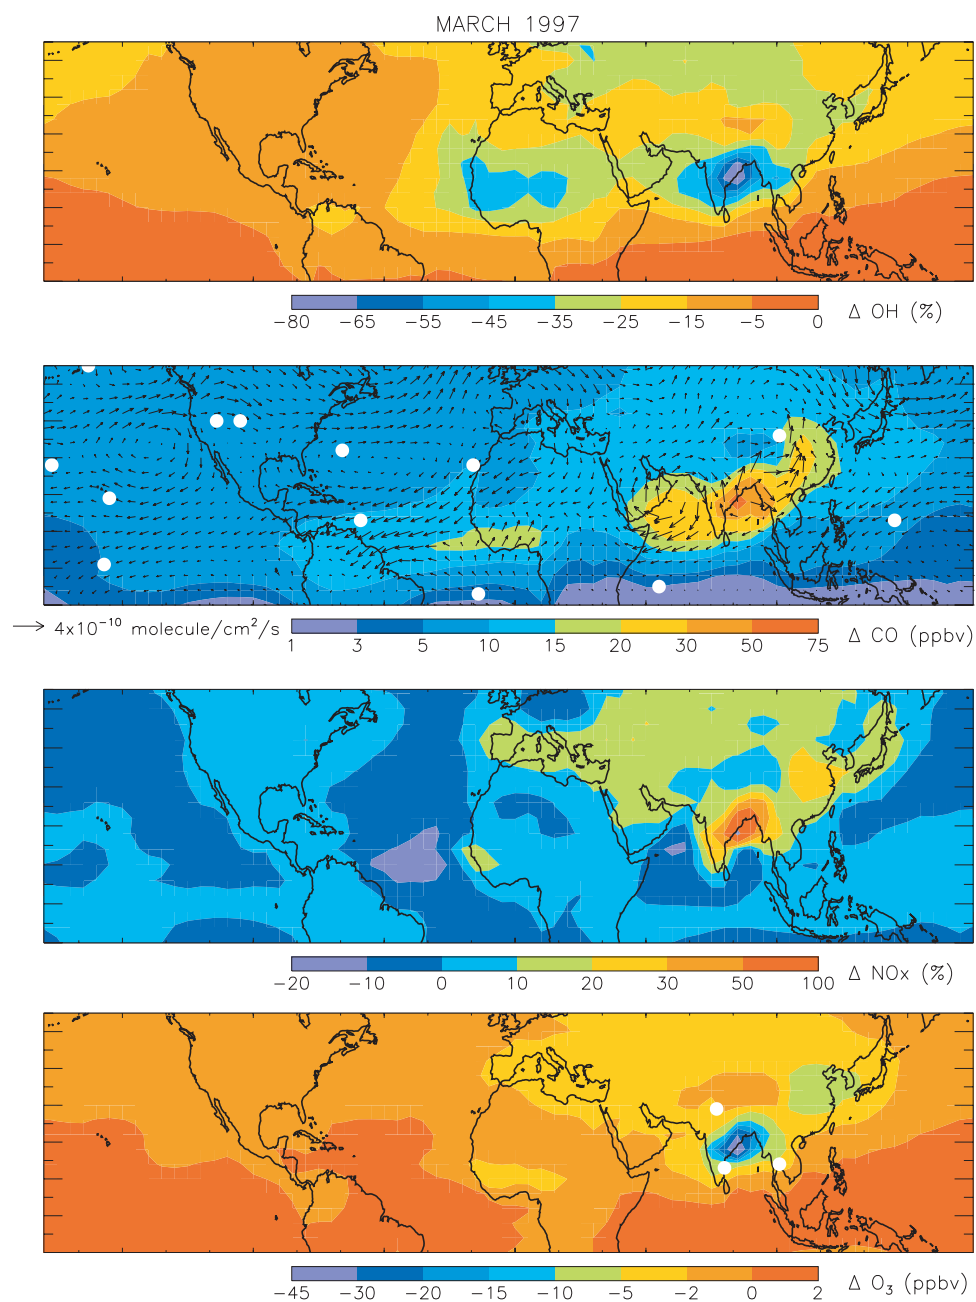 MARCH 1997
−80 −65 −55 −45 −35 −25 −15 −5 0 Δ OH (%)
4x10⁻¹⁰ molecule/cm²/s 1 3 5 10 15 20 30 50 75 Δ CO (ppbv)
−20 −10 0 10 20 30 50 100 Δ NOx (%)
−45 −30 −20 −15 −10 −5 −2 0 2 Δ O₃ (ppbv)